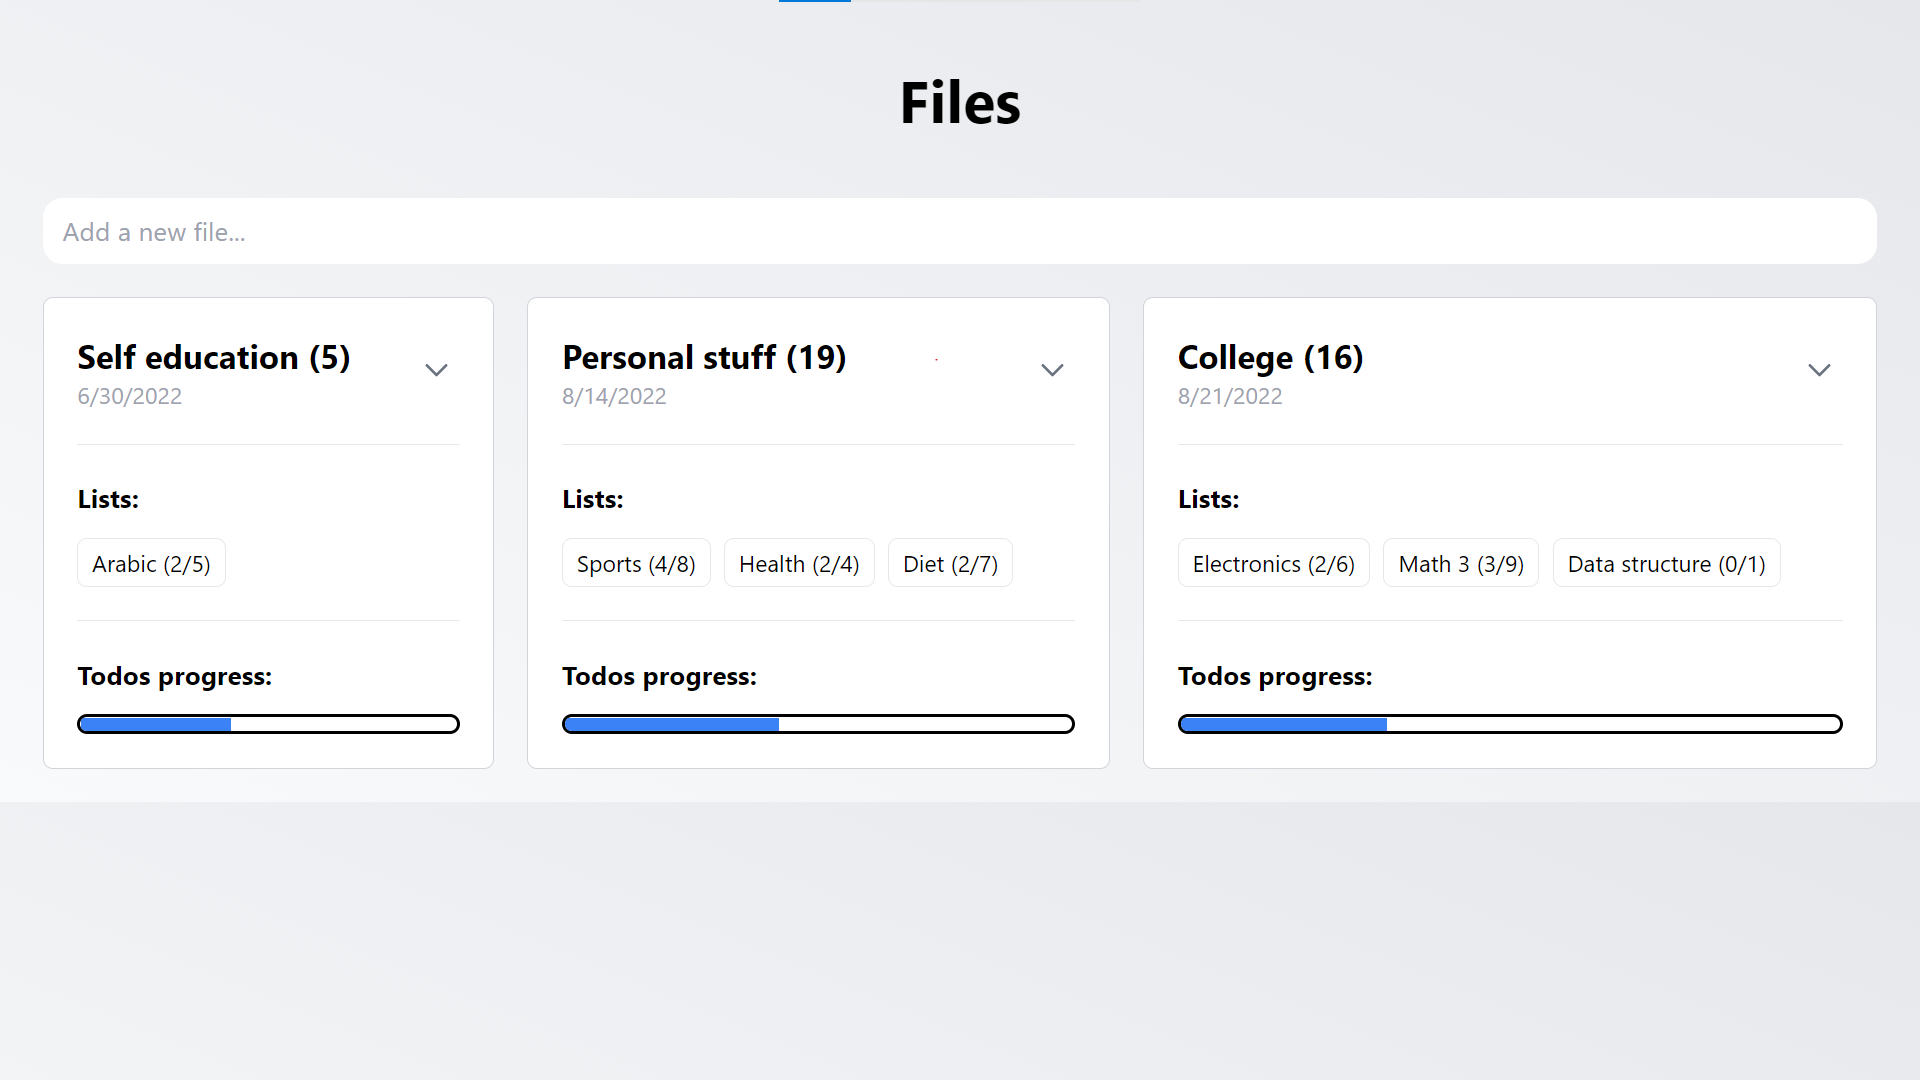 Files
Add a new file...
Self education (5)
6/30/2022
Lists:
Arabic (2/5)
Todos progress:
Personal stuff (19)
8/14/2022
Lists:
Sports (4/8) Health (2/4) Diet (2/7)
Todos progress:
College (16)
8/21/2022
Lists:
Electronics (2/6) Math 3 (3/9) Data structure (0/1)
Todos progress: